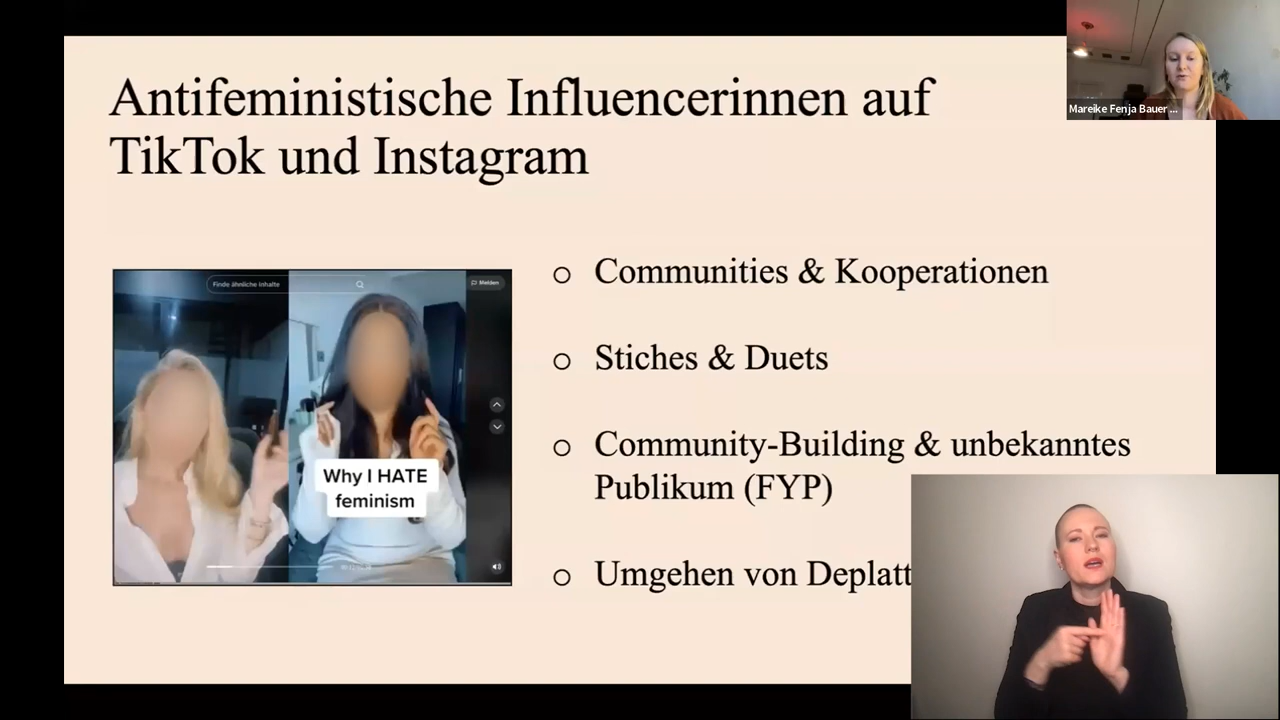 Antifeministische Influencerinnen auf
TikTok und Instagram
Mareike Fenja Bauer ...
Finde ähnliche Inhalte
Melden
Why I HATE
feminism
Communities & Kooperationen
Stiches & Duets
Community-Building & unbekanntes
Publikum (FYP)
Umgehen von Deplatt